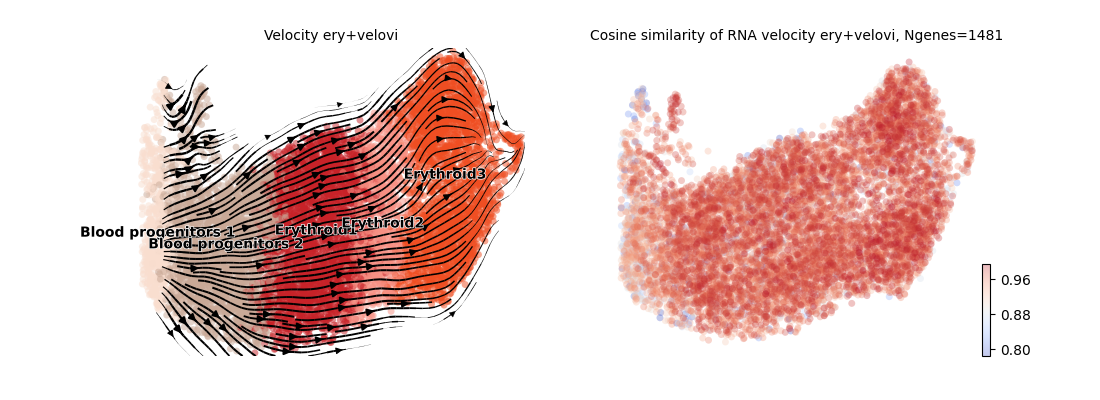 Velocity ery+velovi
Cosine similarity of RNA velocity ery+velovi, Ngenes=1481
Erythroid3
Erythroid2
Erythroid1
Blood progenitors 1
Blood progenitors 2
0.96
0.88
0.80